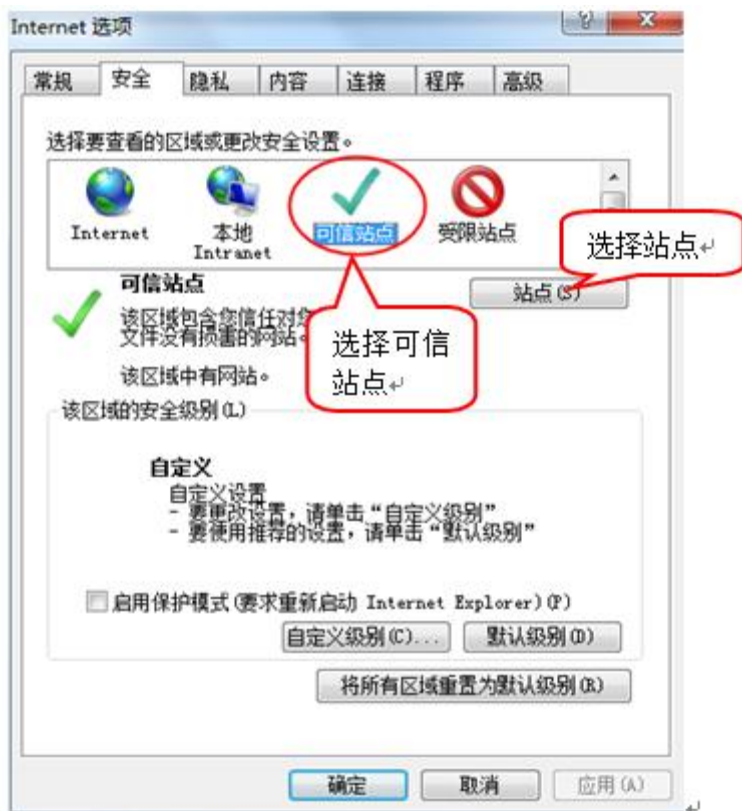 Internet 选项
常规 安全 隐私 内容 连接 程序 高级
选择要查看的区域或更改安全设置。
Internet
本地
Intranet
可信站点
受限站点
选择站点
可信站点
站点(S)
该区域包含您信任对您
文件没有损害的网站。
该区域中有网站。
选择可信
站点
该区域的安全级别(L)
自定义
自定义设置
- 要更改设置，请单击“自定义级别”
- 要使用推荐的设置，请单击“默认级别”
启用保护模式(要求重新启动 Internet Explorer)(P)
自定义级别(C)... 默认级别(D)
将所有区域重置为默认级别(R)
确定 取消 应用(A)